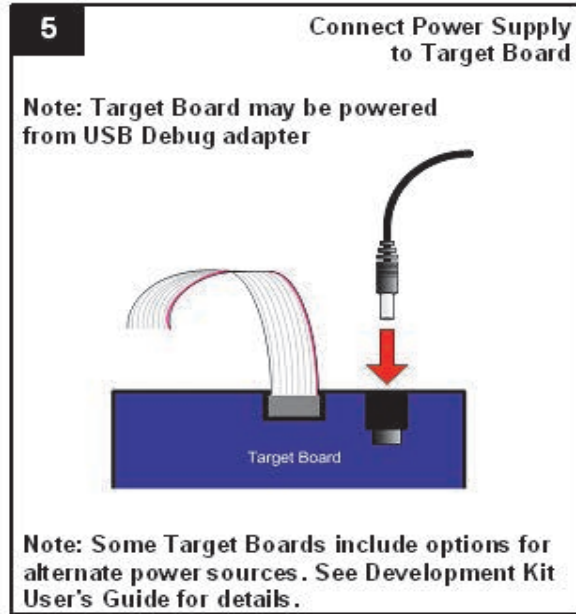 5
Connect Power Supply
to Target Board
Note: Target Board may be powered
from USB Debug adapter
Target Board
Note: Some Target Boards include options for
alternate power sources. See Development Kit
User's Guide for details.